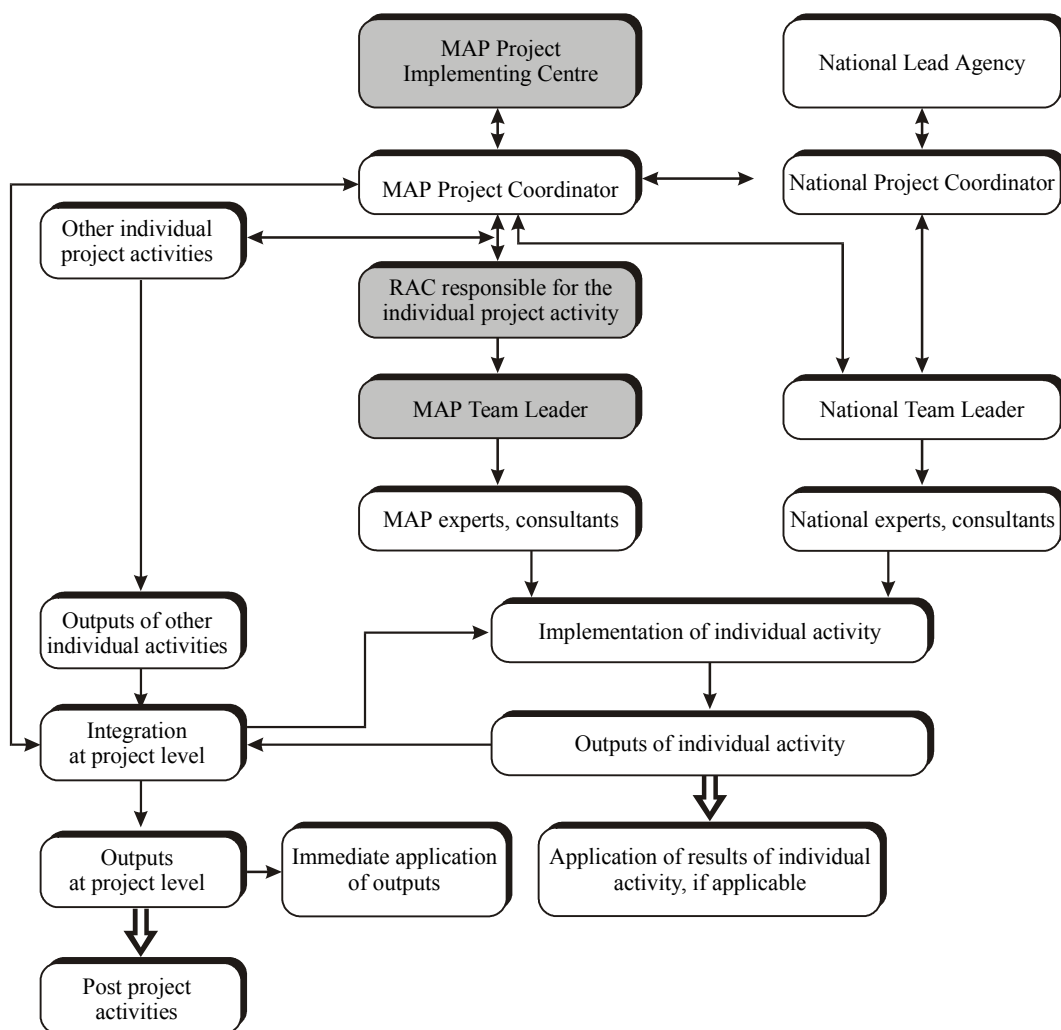 MAP Project
Implementing Centre
National Lead Agency
MAP Project Coordinator
National Project Coordinator
Other individual
project activities
RAC responsible for the
individual project activity
MAP Team Leader
National Team Leader
MAP experts, consultants
National experts, consultants
Outputs of other
individual activities
Implementation of individual activity
Integration
at project level
Outputs of individual activity
Outputs
at project level
Immediate application
of outputs
Application of results of individual
activity, if applicable
Post project
activities